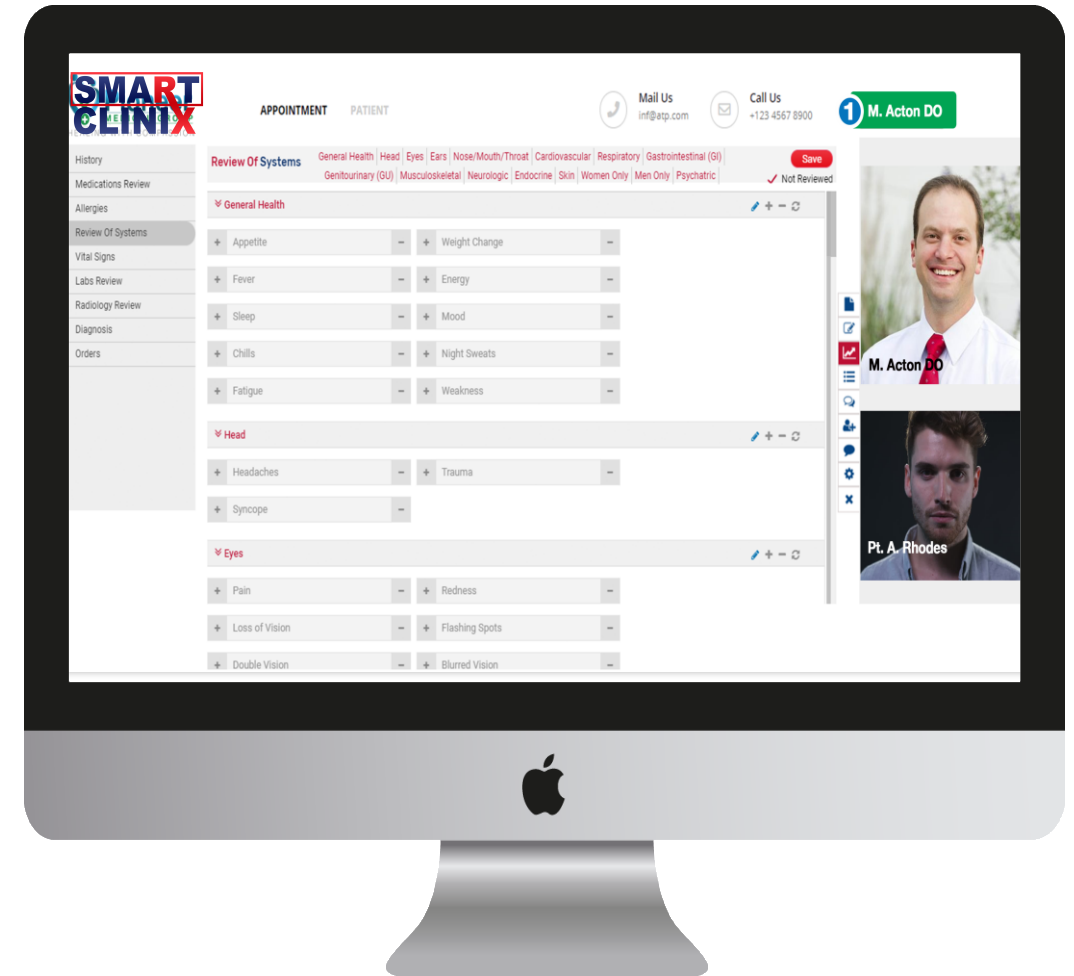 SMART
CLINIX
APPOINTMENT
PATIENT
Mail Us
inf@atp.com
Call Us
+123 4567 8900
1
M. Acton DO
History
Medications Review
Allergies
Review Of Systems
Vital Signs
Labs Review
Radiology Review
Diagnosis
Orders
Review Of Systems
General Health | Head | Eyes | Ears | Nose/Mouth/Throat | Cardiovascular | Respiratory | Gastrointestinal (GI) |
Genitourinary (GU) | Musculoskeletal | Neurologic | Endocrine | Skin | Women Only | Men Only | Psychatric |
Save
Not Reviewed
General Health
+ Appetite − + Weight Change −
+ Fever − + Energy −
+ Sleep − + Mood −
+ Chills − + Night Sweats −
+ Fatigue − + Weakness −
Head
+ Headaches − + Trauma −
+ Syncope −
Eyes
+ Pain − + Redness −
+ Loss of Vision − + Flashing Spots −
+ Double Vision − + Blurred Vision −
M. Acton DO
Pt. A. Rhodes